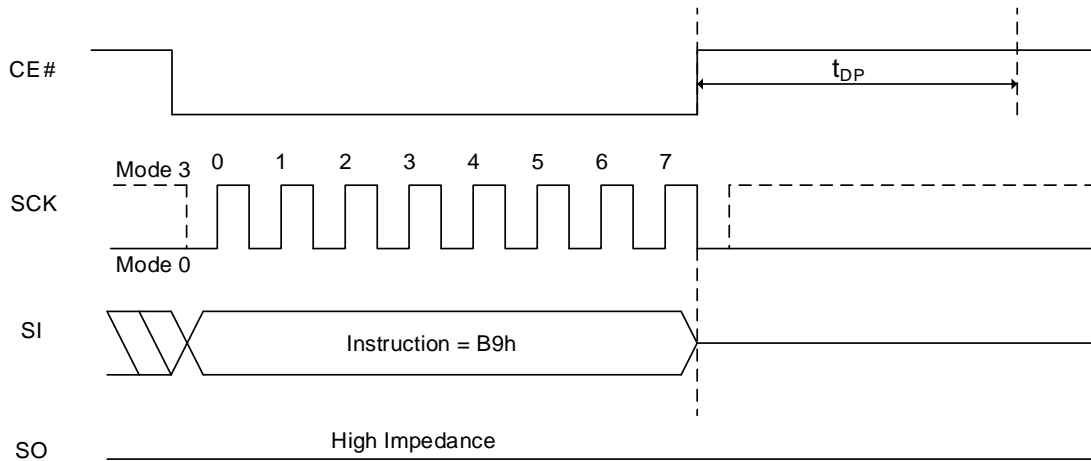 CE#
tDP
Mode 3
0 1 2 3 4 5 6 7
SCK
Mode 0
SI
Instruction = B9h
SO
High Impedance